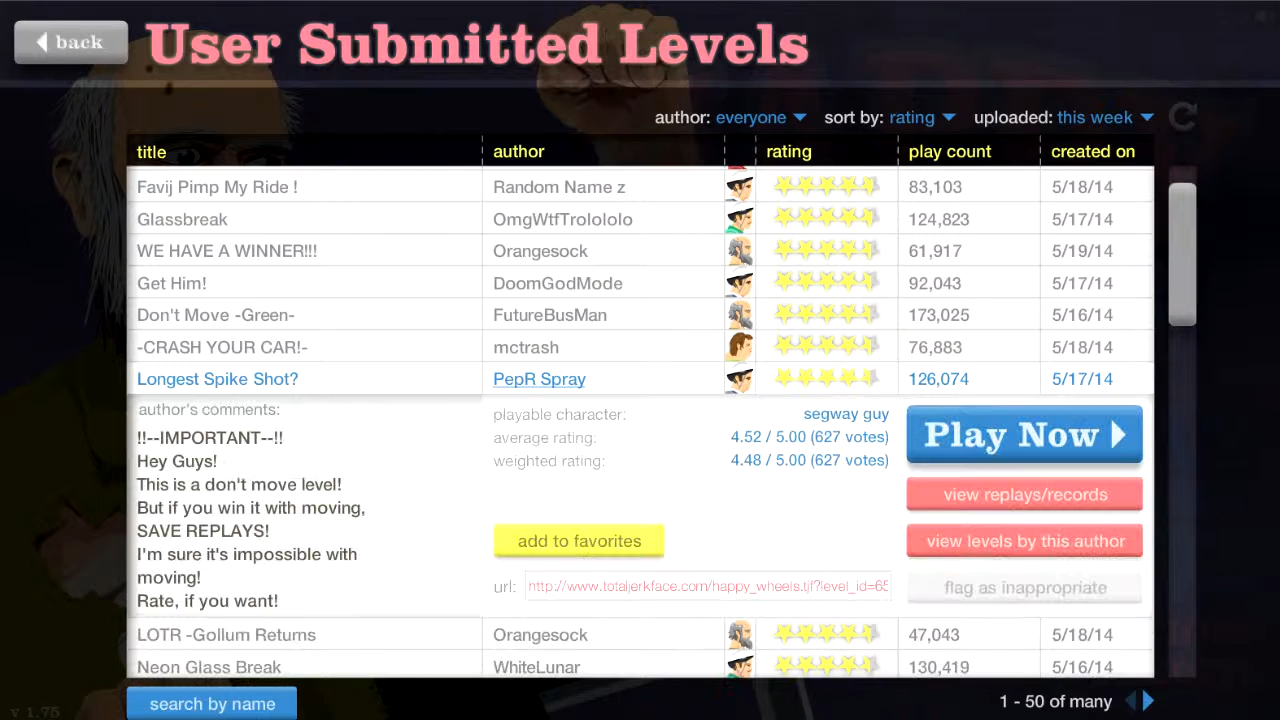 back
User Submitted Levels
author: everyone sort by: rating uploaded: this week
title author rating play count created on
Favij Pimp My Ride ! Random Name z 83,103 5/18/14
Glassbreak OmgWtfTrolololo 124,823 5/17/14
WE HAVE A WINNER!!! Orangesock 61,917 5/19/14
Get Him! DoomGodMode 92,043 5/18/14
Don't Move -Green- FutureBusMan 173,025 5/16/14
-CRASH YOUR CAR!- mctrash 76,883 5/18/14
Longest Spike Shot? PepR Spray 126,074 5/17/14
author's comments:
!!--IMPORTANT--!!
Hey Guys!
This is a don't move level!
But if you win it with moving,
SAVE REPLAYS!
I'm sure it's impossible with
moving!
Rate, if you want!
playable character: segway guy
average rating: 4.52 / 5.00 (627 votes)
weighted rating: 4.48 / 5.00 (627 votes)
add to favorites
url: http://www.totaljerkface.com/happy_wheels.tjf?level_id=65
Play Now
view replays/records
view levels by this author
flag as inappropriate
LOTR -Gollum Returns Orangesock 47,043 5/18/14
Neon Glass Break WhiteLunar 130,419 5/16/14
search by name
1 - 50 of many
v 1.75